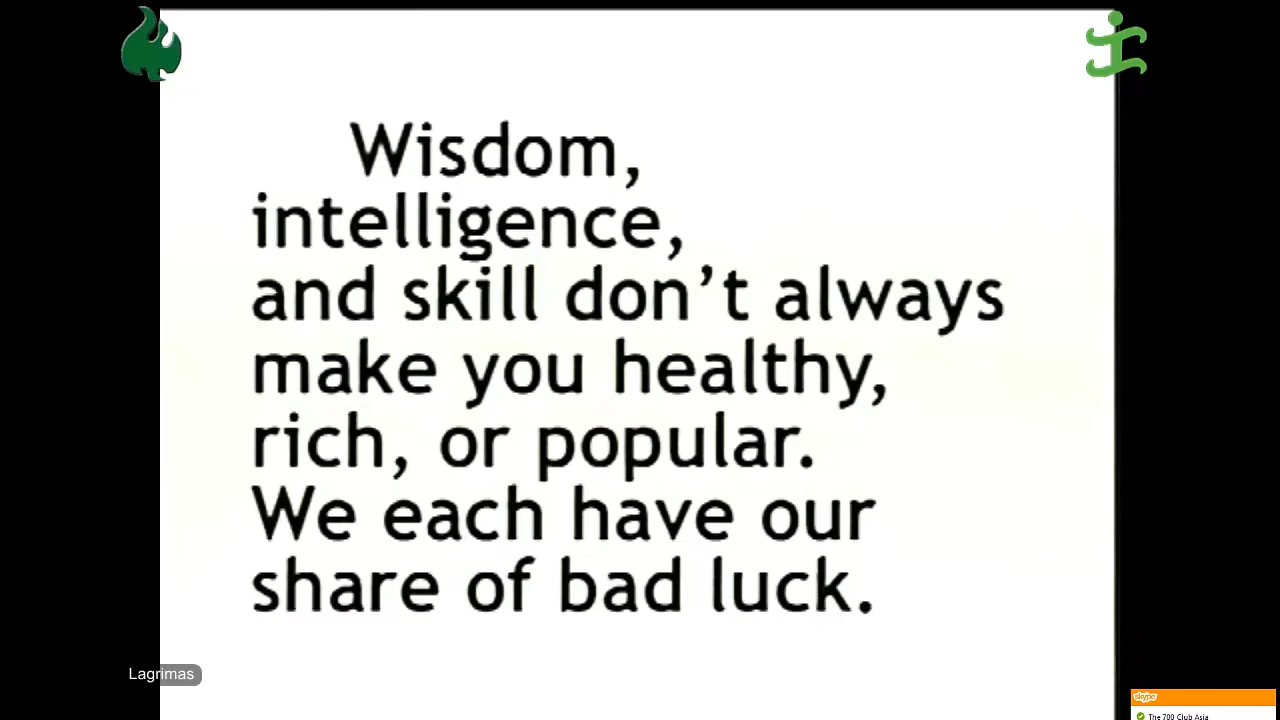 Wisdom,
intelligence,
and skill don’t always
make you healthy,
rich, or popular.
We each have our
share of bad luck.
Lagrimas
skype
The 700 Club Asia